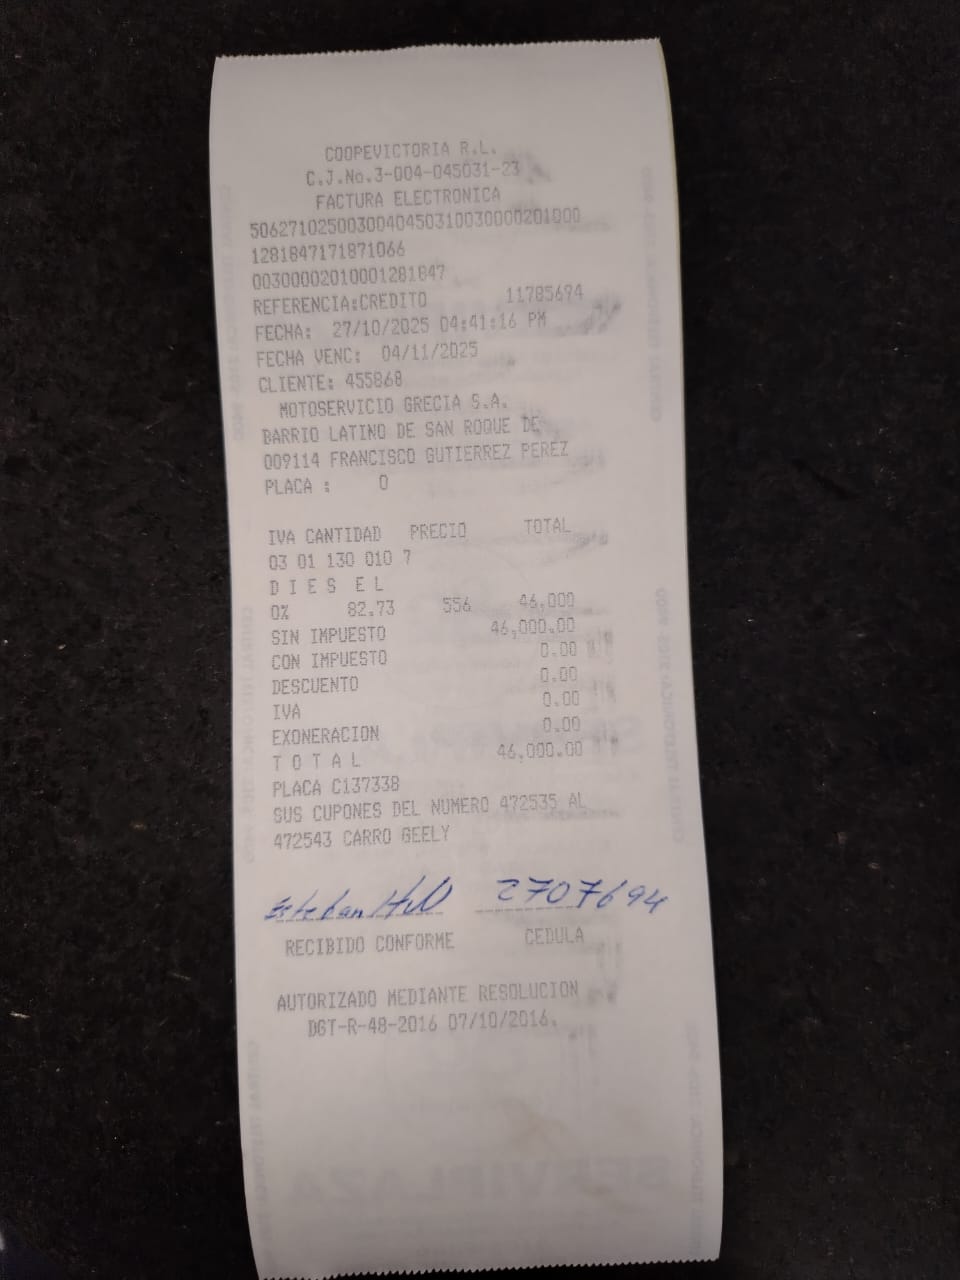 COOPEVICTORIA R.L.
C.J.No.3-004-045031-23
FACTURA ELECTRONICA
50627102500300404503100300000201000
1281847171871066
00300002010001281847
REFERENCIA:CREDITO 11785694
FECHA: 27/10/2025 04:41:16 PM
FECHA VENC: 04/11/2025
CLIENTE: 455868
MOTOSERVICIO GRECIA S.A.
BARRIO LATINO DE SAN ROQUE DE
009114 FRANCISCO GUTIERREZ PEREZ
PLACA : 0
IVA CANTIDAD PRECIO TOTAL
03 01 130 010 7
D I E S E L
0% 82.73 556 46,000
SIN IMPUESTO 46,000.00
CON IMPUESTO 0.00
DESCUENTO 0.00
IVA 0.00
EXONERACION 0.00
T O T A L 46,000.00
PLACA C137338
SUS CUPONES DEL NUMERO 472535 AL
472543 CARRO GEELY
Esteban 2707694
RECIBIDO CONFORME CEDULA
AUTORIZADO MEDIANTE RESOLUCION
DGT-R-48-2016 07/10/2016.